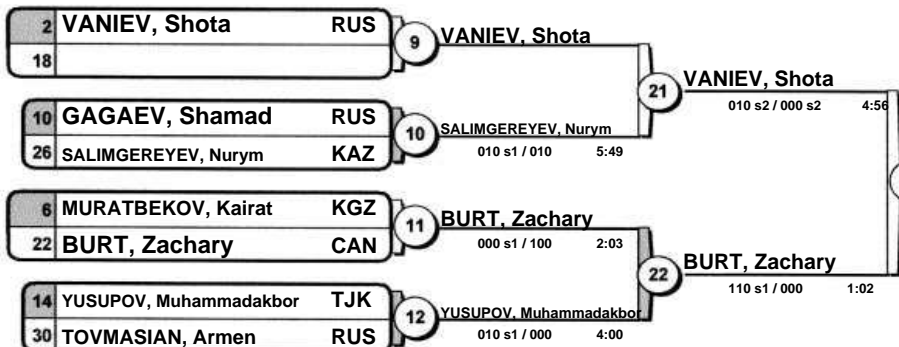 2 VANIEV, Shota RUS
18
9
VANIEV, Shota
10 GAGAEV, Shamad RUS
26 SALIMGEREYEV, Nurym KAZ
10
SALIMGEREYEV, Nurym
010 s1 / 010 5:49
21
VANIEV, Shota
010 s2 / 000 s2 4:56
6 MURATBEKOV, Kairat KGZ
22 BURT, Zachary CAN
11
BURT, Zachary
000 s1 / 100 2:03
14 YUSUPOV, Muhammadakbor TJK
30 TOVMASIAN, Armen RUS
12
YUSUPOV, Muhammadakbor
010 s1 / 000 4:00
22
BURT, Zachary
110 s1 / 000 1:02